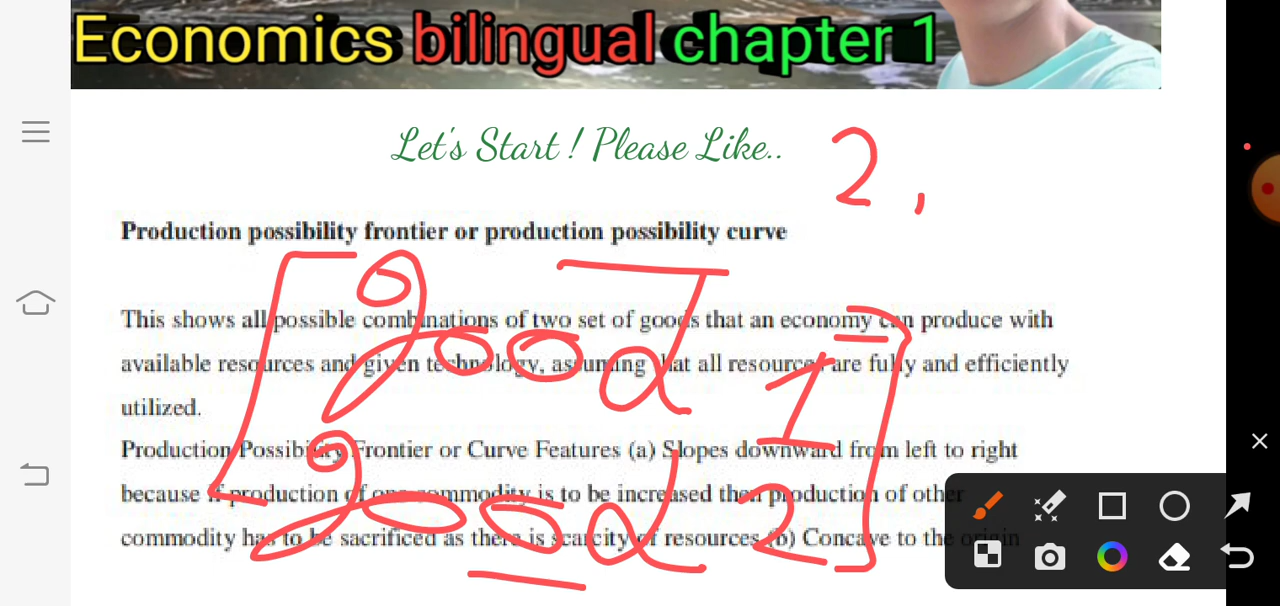 Economics bilingual chapter 1
Let's Start ! Please Like.. 2,
Production possibility frontier or production possibility curve
This shows all possible combinations of two set of goods that an economy can produce with
available resources and given technology, assuming that all resources are fully and efficiently
utilized.
Production Possibility Frontier or Curve Features (a) Slopes downward from left to right
because if production of one commodity is to be increased then production of other
commodity has to be sacrificed as there is scarcity of resources (b) Concave to the origin
good 1
good 2